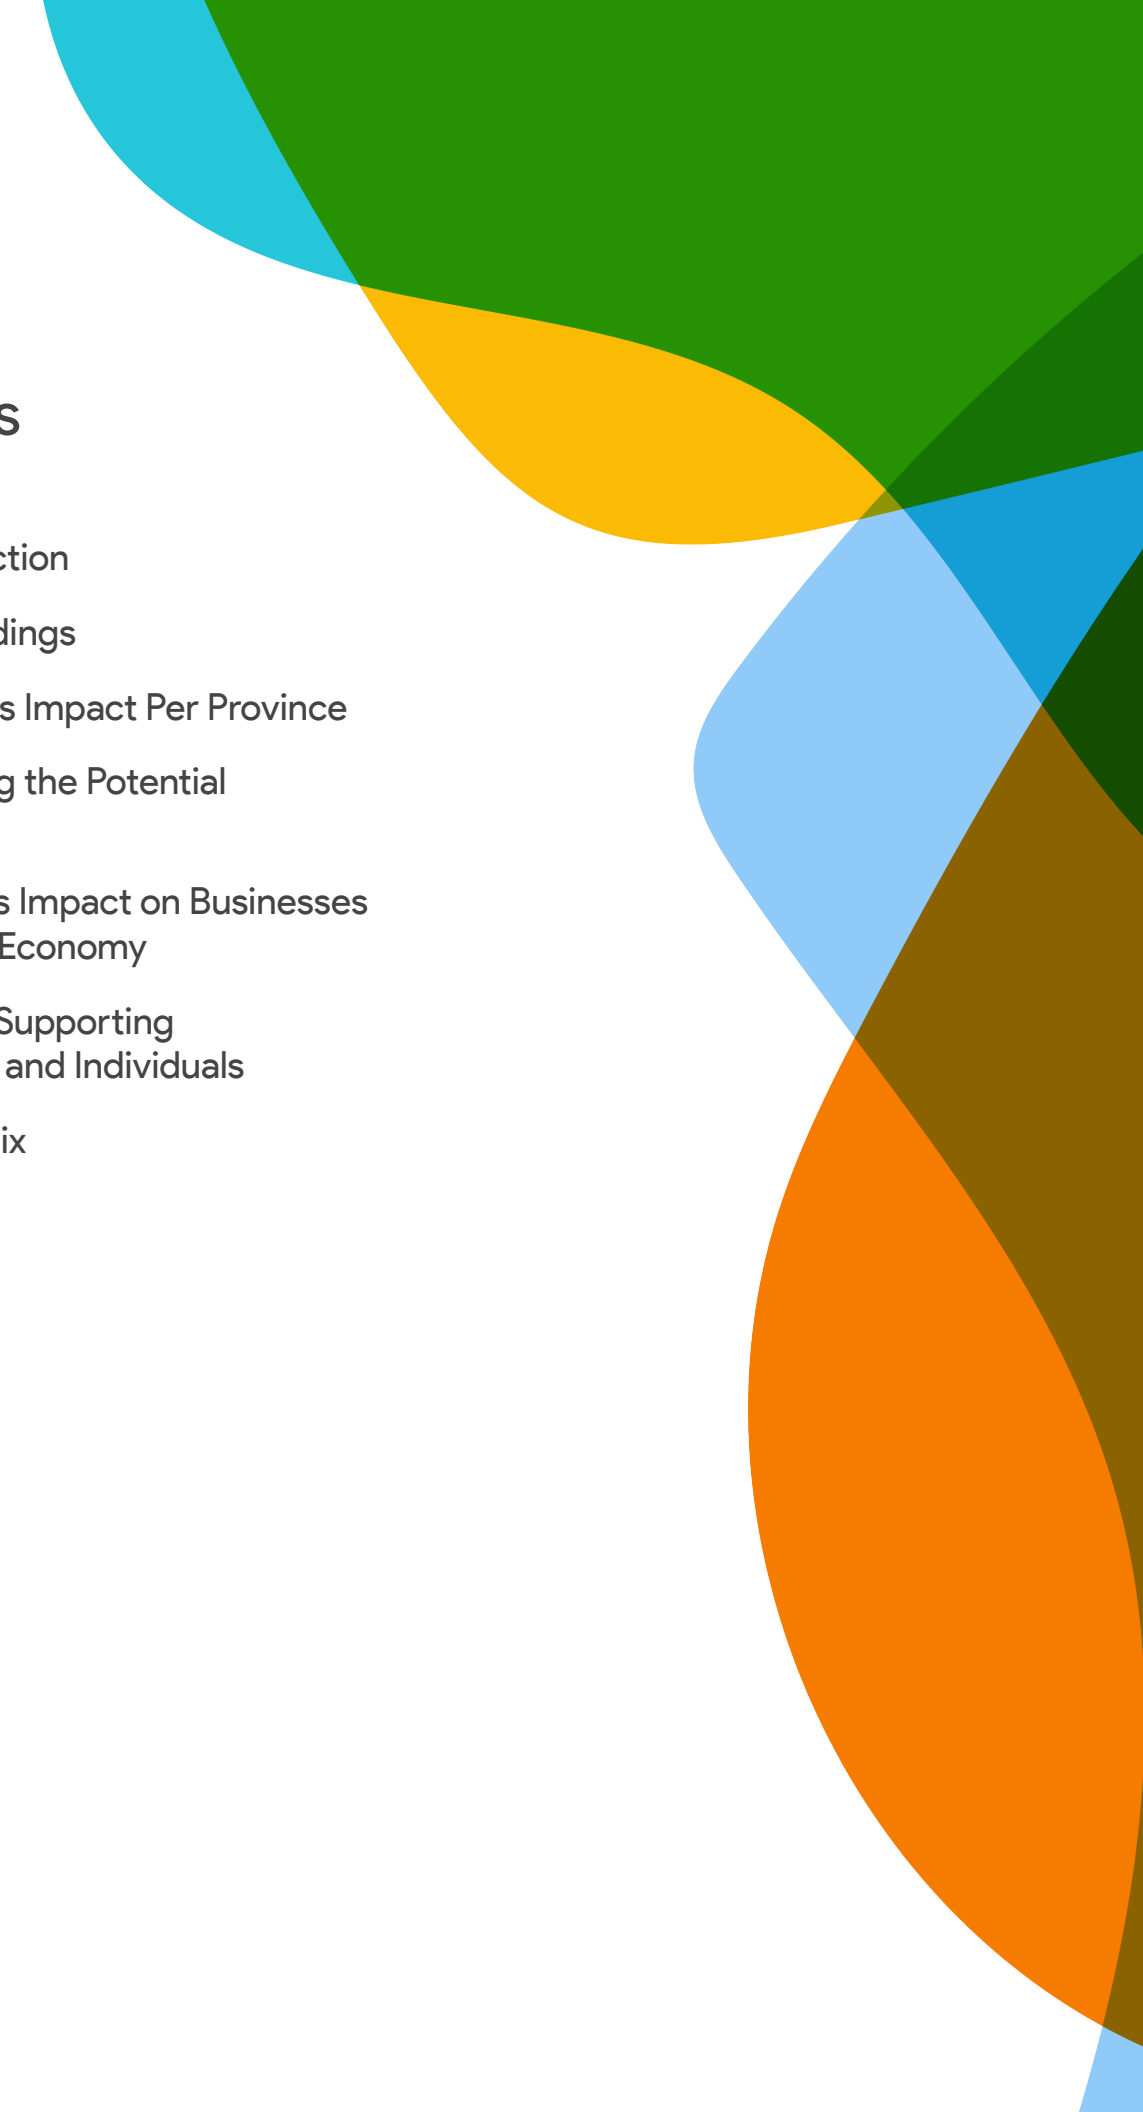 s
ction
dings
s Impact Per Province
g the Potential
s Impact on Businesses
Economy
Supporting
and Individuals
ix